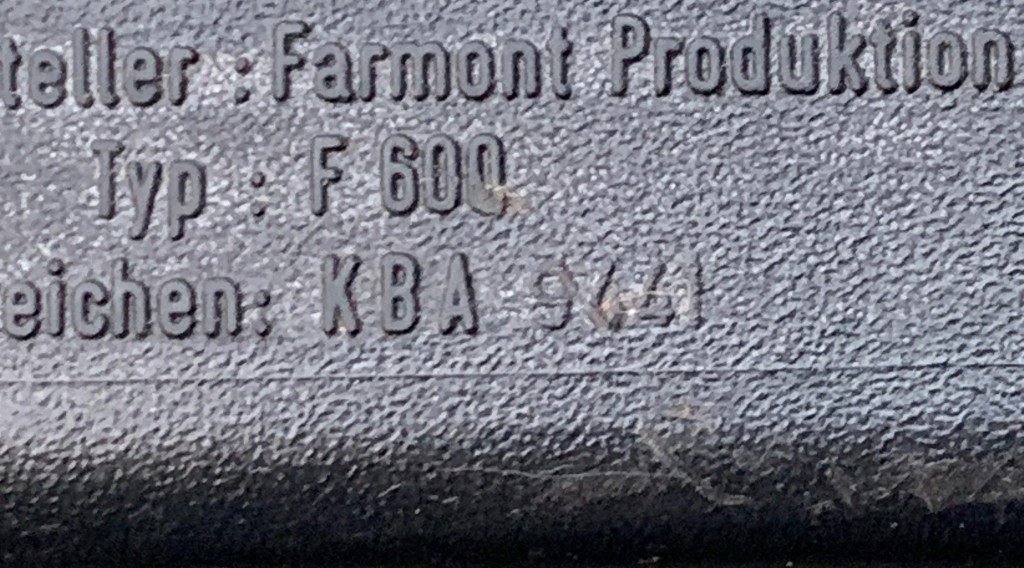 teller : Farmont Produktion
Typ : F 600
eichen: KBA